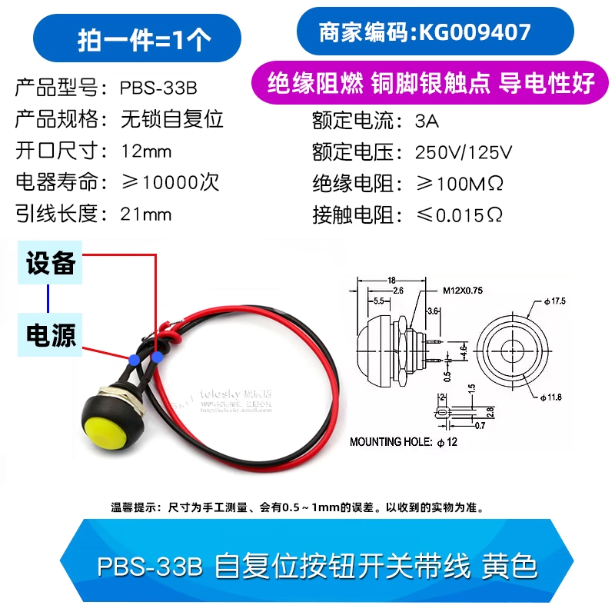 拍一件=1个
商家编码:KG009407
绝缘阻燃 铜脚银触点 导电性好
产品型号: PBS-33B
产品规格: 无锁自复位
开口尺寸: 12mm
电器寿命: ≥10000次
引线长度: 21mm
额定电流: 3A
额定电压: 250V/125V
绝缘电阻: ≥100MΩ
接触电阻: ≤0.015Ω
设备
电源
telesky
18
2.6
5.5
M12X0.75
3.6
4.6
0.5
φ17.5
φ11.8
2
1.5
2.8
0.7
MOUNTING HOLE: φ12
温馨提示: 尺寸为手工测量、会有0.5~1mm的误差。以收到的实物为准。
PBS-33B 自复位按钮开关带线 黄色